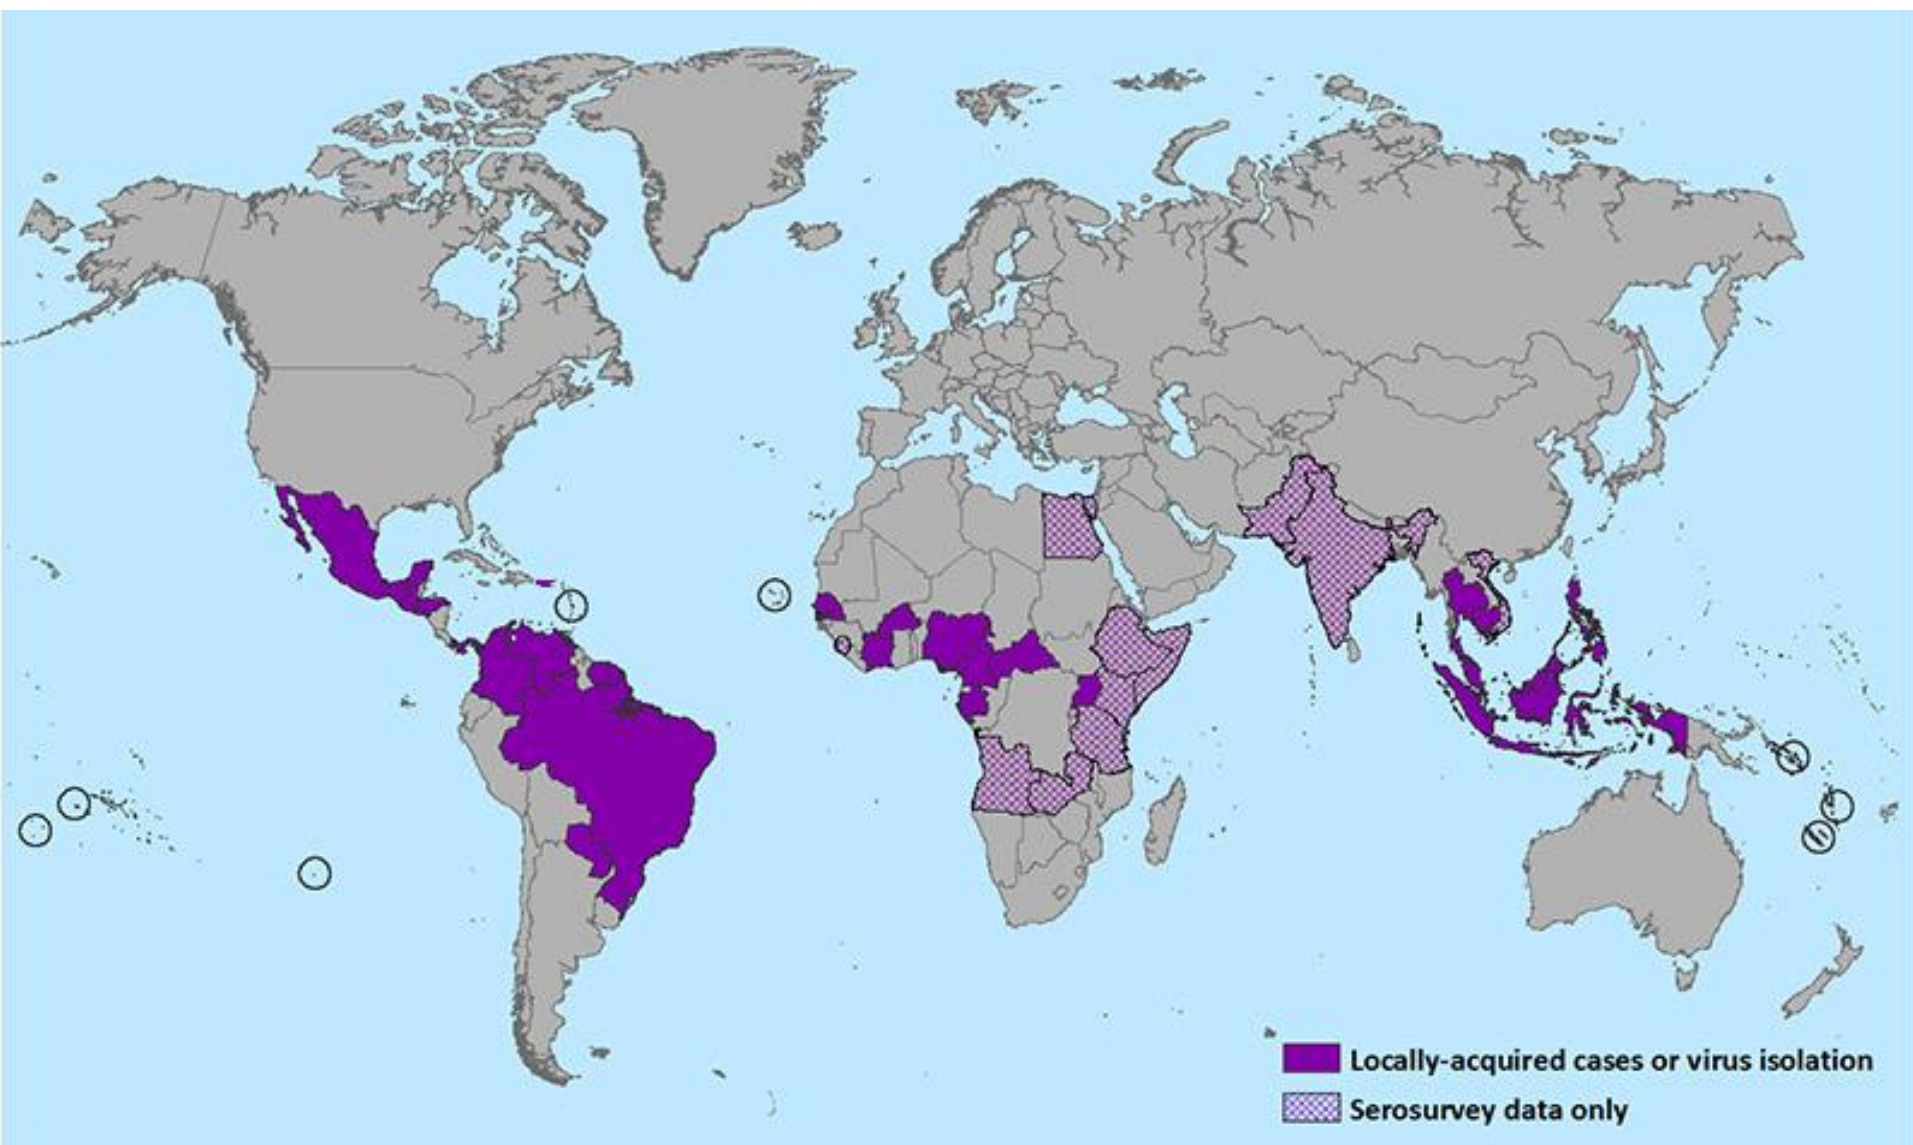 Locally-acquired cases or virus isolation
Serosurvey data only